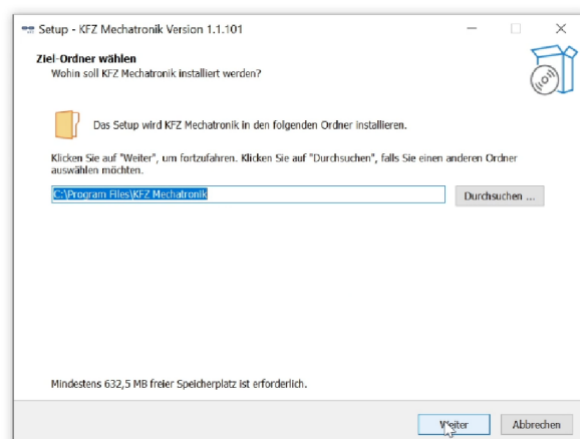 Setup - KFZ Mechatronik Version 1.1.101
Ziel-Ordner wählen
Wohin soll KFZ Mechatronik installiert werden?
Das Setup wird KFZ Mechatronik in den folgenden Ordner installieren.
Klicken Sie auf "Weiter", um fortzufahren. Klicken Sie auf "Durchsuchen", falls Sie einen anderen Ordner
auswählen möchten.
C:\Program Files\KFZ Mechatronik
Durchsuchen ...
Mindestens 632,5 MB freier Speicherplatz ist erforderlich.
Weiter
Abbrechen